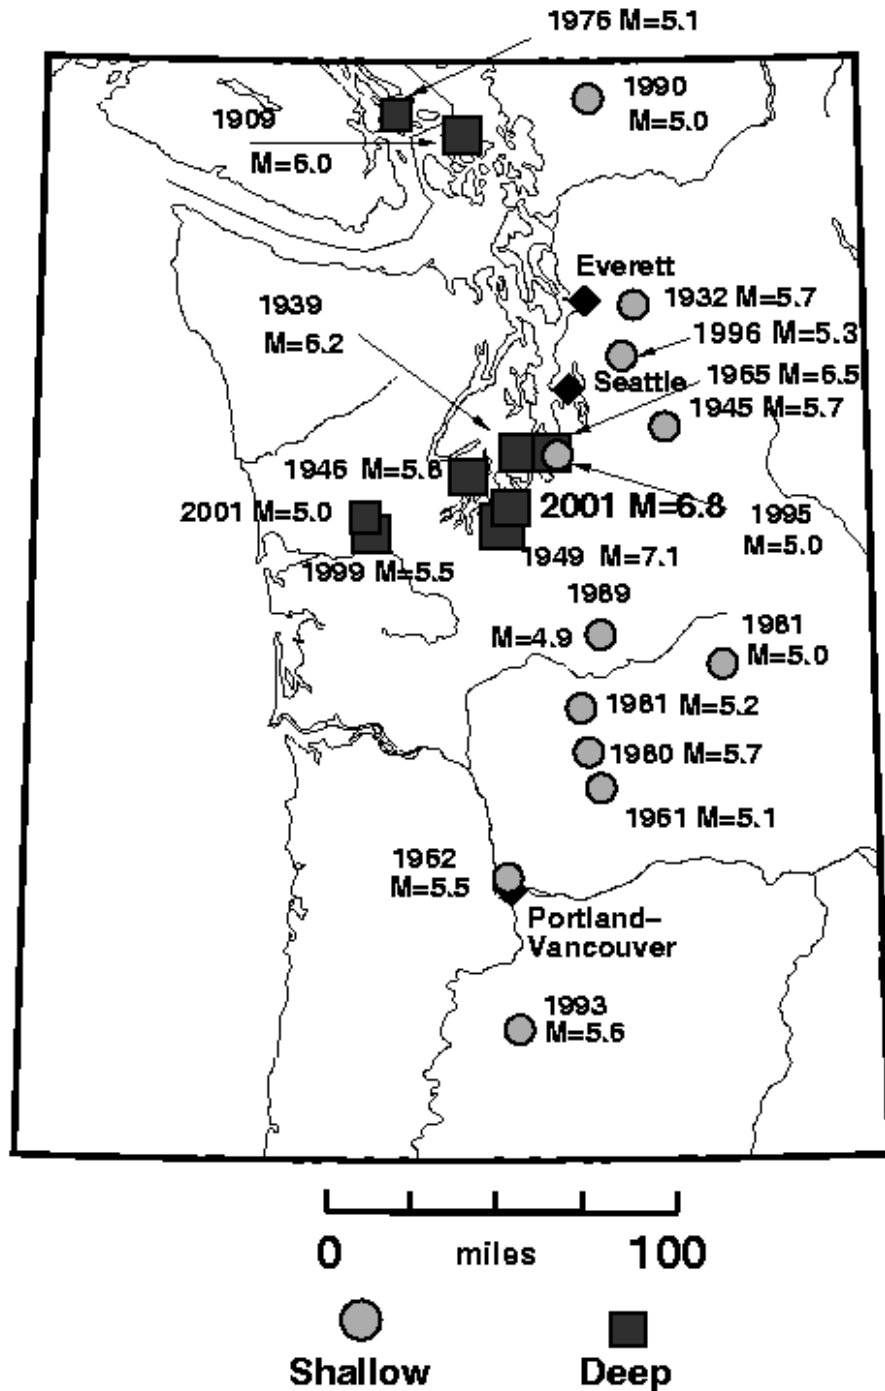 1976 M=5.1
1990
M=5.0
1909
M=6.0
Everett
1939
M=6.2
1932 M=5.7
1996 M=5.3
Seattle
1965 M=6.5
1945 M=5.7
1946 M=5.8
2001 M=5.0
2001 M=6.8
1995
M=5.0
1999 M=5.5
1949 M=7.1
1989
M=4.9
1981
M=5.0
1981 M=5.2
1980 M=5.7
1961 M=5.1
1962
M=5.5
Portland–
Vancouver
1993
M=5.6
0 miles 100
Shallow Deep